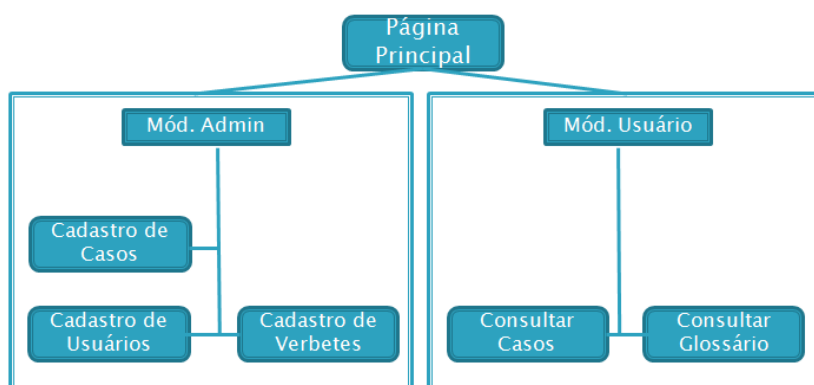 Página
Principal
Mód. Admin
Mód. Usuário
Cadastro de
Casos
Cadastro de
Usuários
Cadastro de
Verbetes
Consultar
Casos
Consultar
Glossário